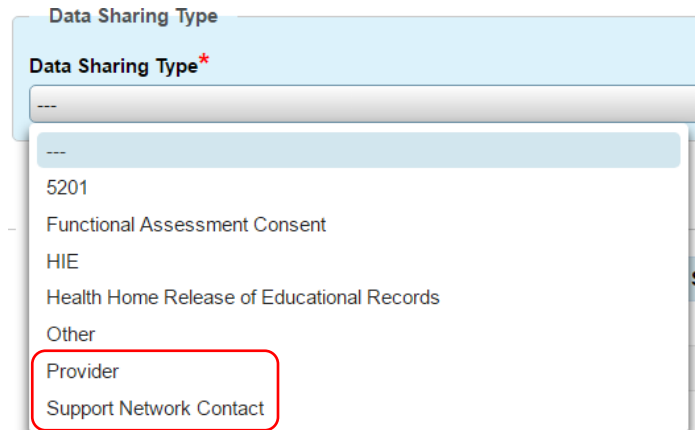 Data Sharing Type
Data Sharing Type*
---
---
5201
Functional Assessment Consent
HIE
Health Home Release of Educational Records
Other
Provider
Support Network Contact